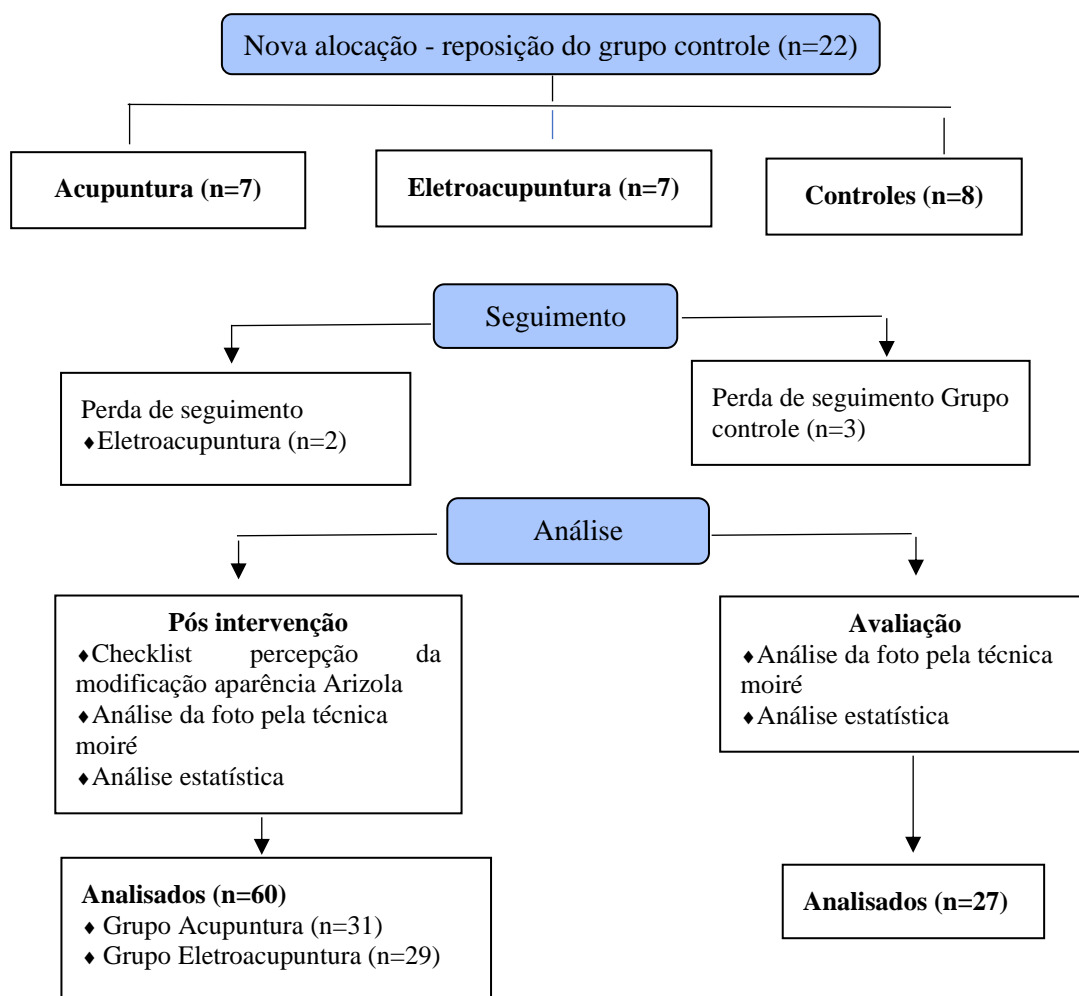 Nova alocação - reposição do grupo controle (n=22)
Acupuntura (n=7)
Eletroacupuntura (n=7)
Controles (n=8)
Seguimento
Perda de seguimento
♦Eletroacupuntura (n=2)
Perda de seguimento Grupo
controle (n=3)
Análise
Pós intervenção
♦Checklist percepção da
modificação aparência Arizola
♦Análise da foto pela técnica
moiré
♦Análise estatística
Avaliação
♦Análise da foto pela técnica
moiré
♦Análise estatística
Analisados (n=60)
♦ Grupo Acupuntura (n=31)
♦ Grupo Eletroacupuntura (n=29)
Analisados (n=27)